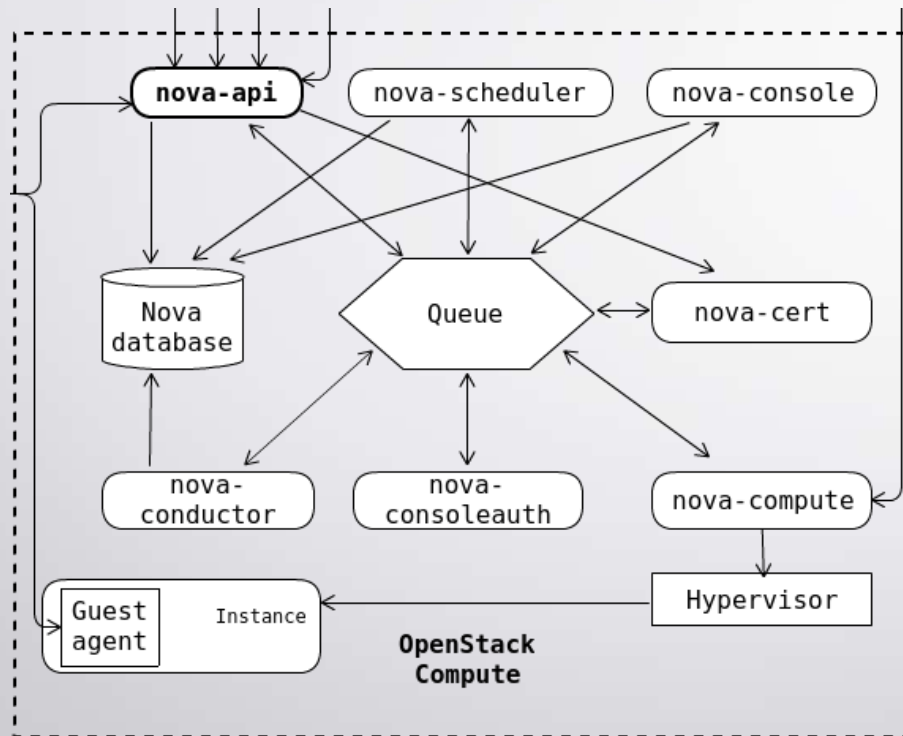 nova-api
nova-scheduler
nova-console
Nova
database
Queue
nova-cert
nova-
conductor
nova-
consoleauth
nova-compute
Guest
agent
Instance
Hypervisor
OpenStack
Compute